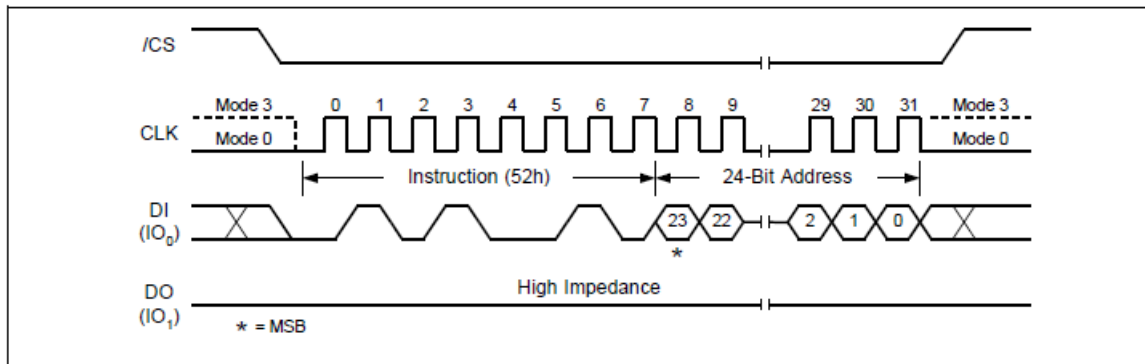 /CS
Mode 3 0 1 2 3 4 5 6 7 8 9 29 30 31 Mode 3
CLK
Mode 0 Mode 0
Instruction (52h) 24-Bit Address
DI
(IO₀)
23 22 2 1 0
*
High Impedance
DO
(IO₁)
* = MSB